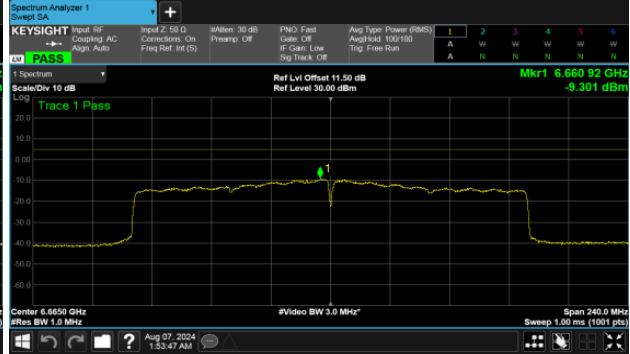 Spectrum Analyzer 1
Swept SA
KEYSIGHT Input: RF Input Z: 50 Ω #Atten: 30 dB PNO: Fast Avg Type: Power (RMS) 1 2 3 4 5 6
Coupling: AC Corrections: On Preamp: Off Gate: Off Avg|Hold: 100/100 A W W W W W
Align: Auto Freq Ref: Int (S) IF Gain: Low Trig: Free Run
LXI PASS Sig Track: Off A N N N N N
1 Spectrum Ref Lvl Offset 11.50 dB Mkr1 6.660 92 GHz
Scale/Div 10 dB Ref Level 30.00 dBm -9.301 dBm
Log
Trace 1 Pass
20.0
10.0
1
0.00
-10.0
-20.0
-30.0
-40.0
-50.0
-60.0
Center 6.6650 GHz #Video BW 3.0 MHz* Span 240.0 MHz
#Res BW 1.0 MHz Sweep 1.00 ms (1001 pts)
? Aug 07, 2024
1:53:47 AM